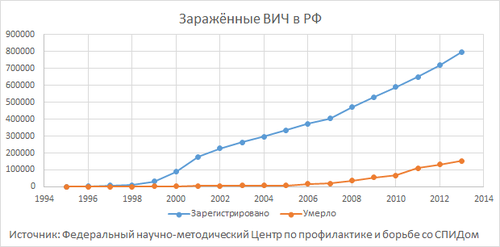 Заражённые ВИЧ в РФ
900000
800000
700000
600000
500000
400000
300000
200000
100000
0
1994 1996 1998 2000 2002 2004 2006 2008 2010 2012 2014
Зарегистрировано Умерло
Источник: Федеральный научно-методический Центр по профилактике и борьбе со СПИДом